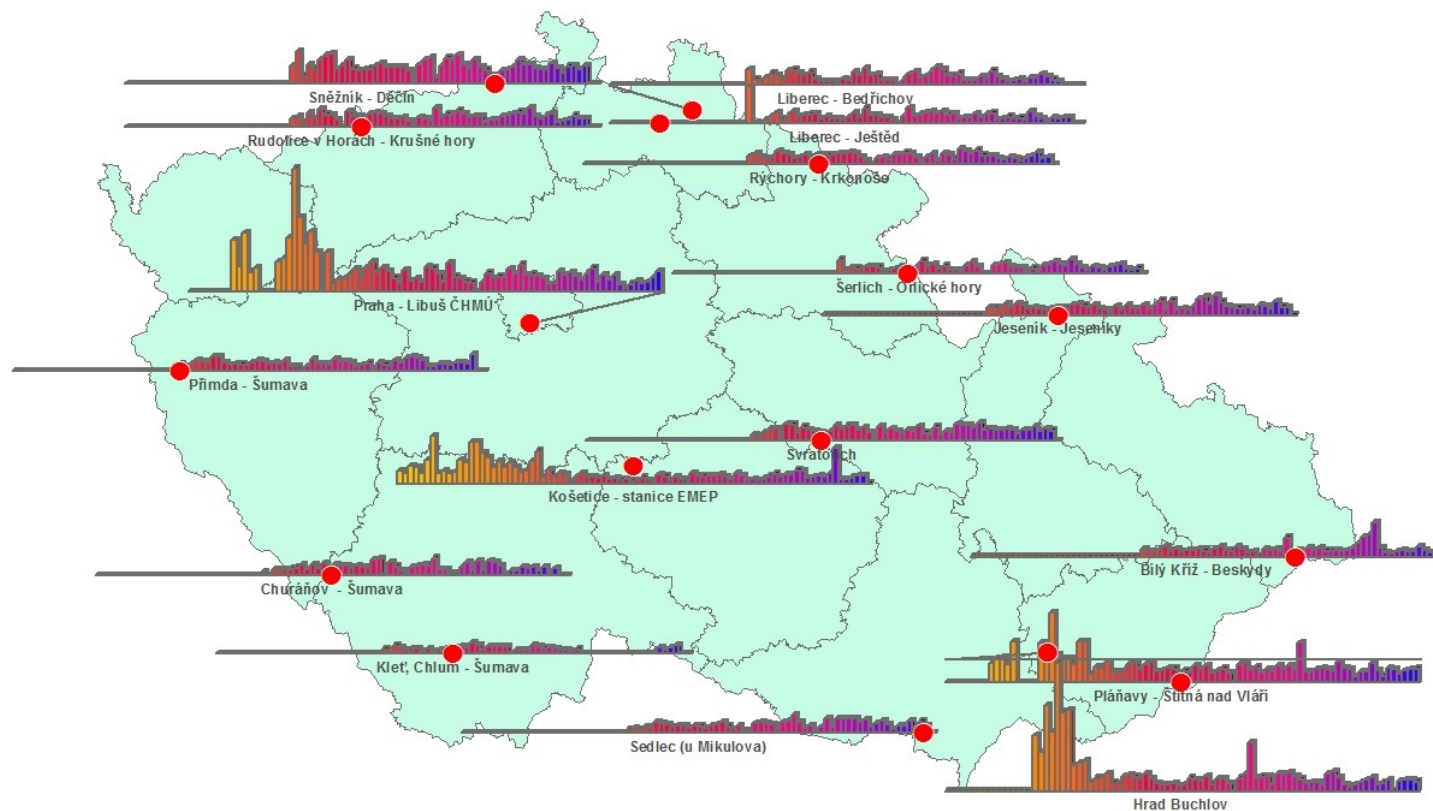 Sněžník - Děčín
Liberec - Bedřichov
Rudolice v Horách - Krušné hory
Liberec - Ještěd
Rýchory - Krkonoše
Šerlich - Orlické hory
Praha - Libuš ČHMÚ
Jeseník - Jeseníky
Přimda - Šumava
Svratouch
Košetice - stanice EMEP
Bílý Kříž - Beskydy
Churáňov - Šumava
Kleť, Chlum - Šumava
Pláňavy - Štítná nad Vláří
Sedlec (u Mikulova)
Hrad Buchlov